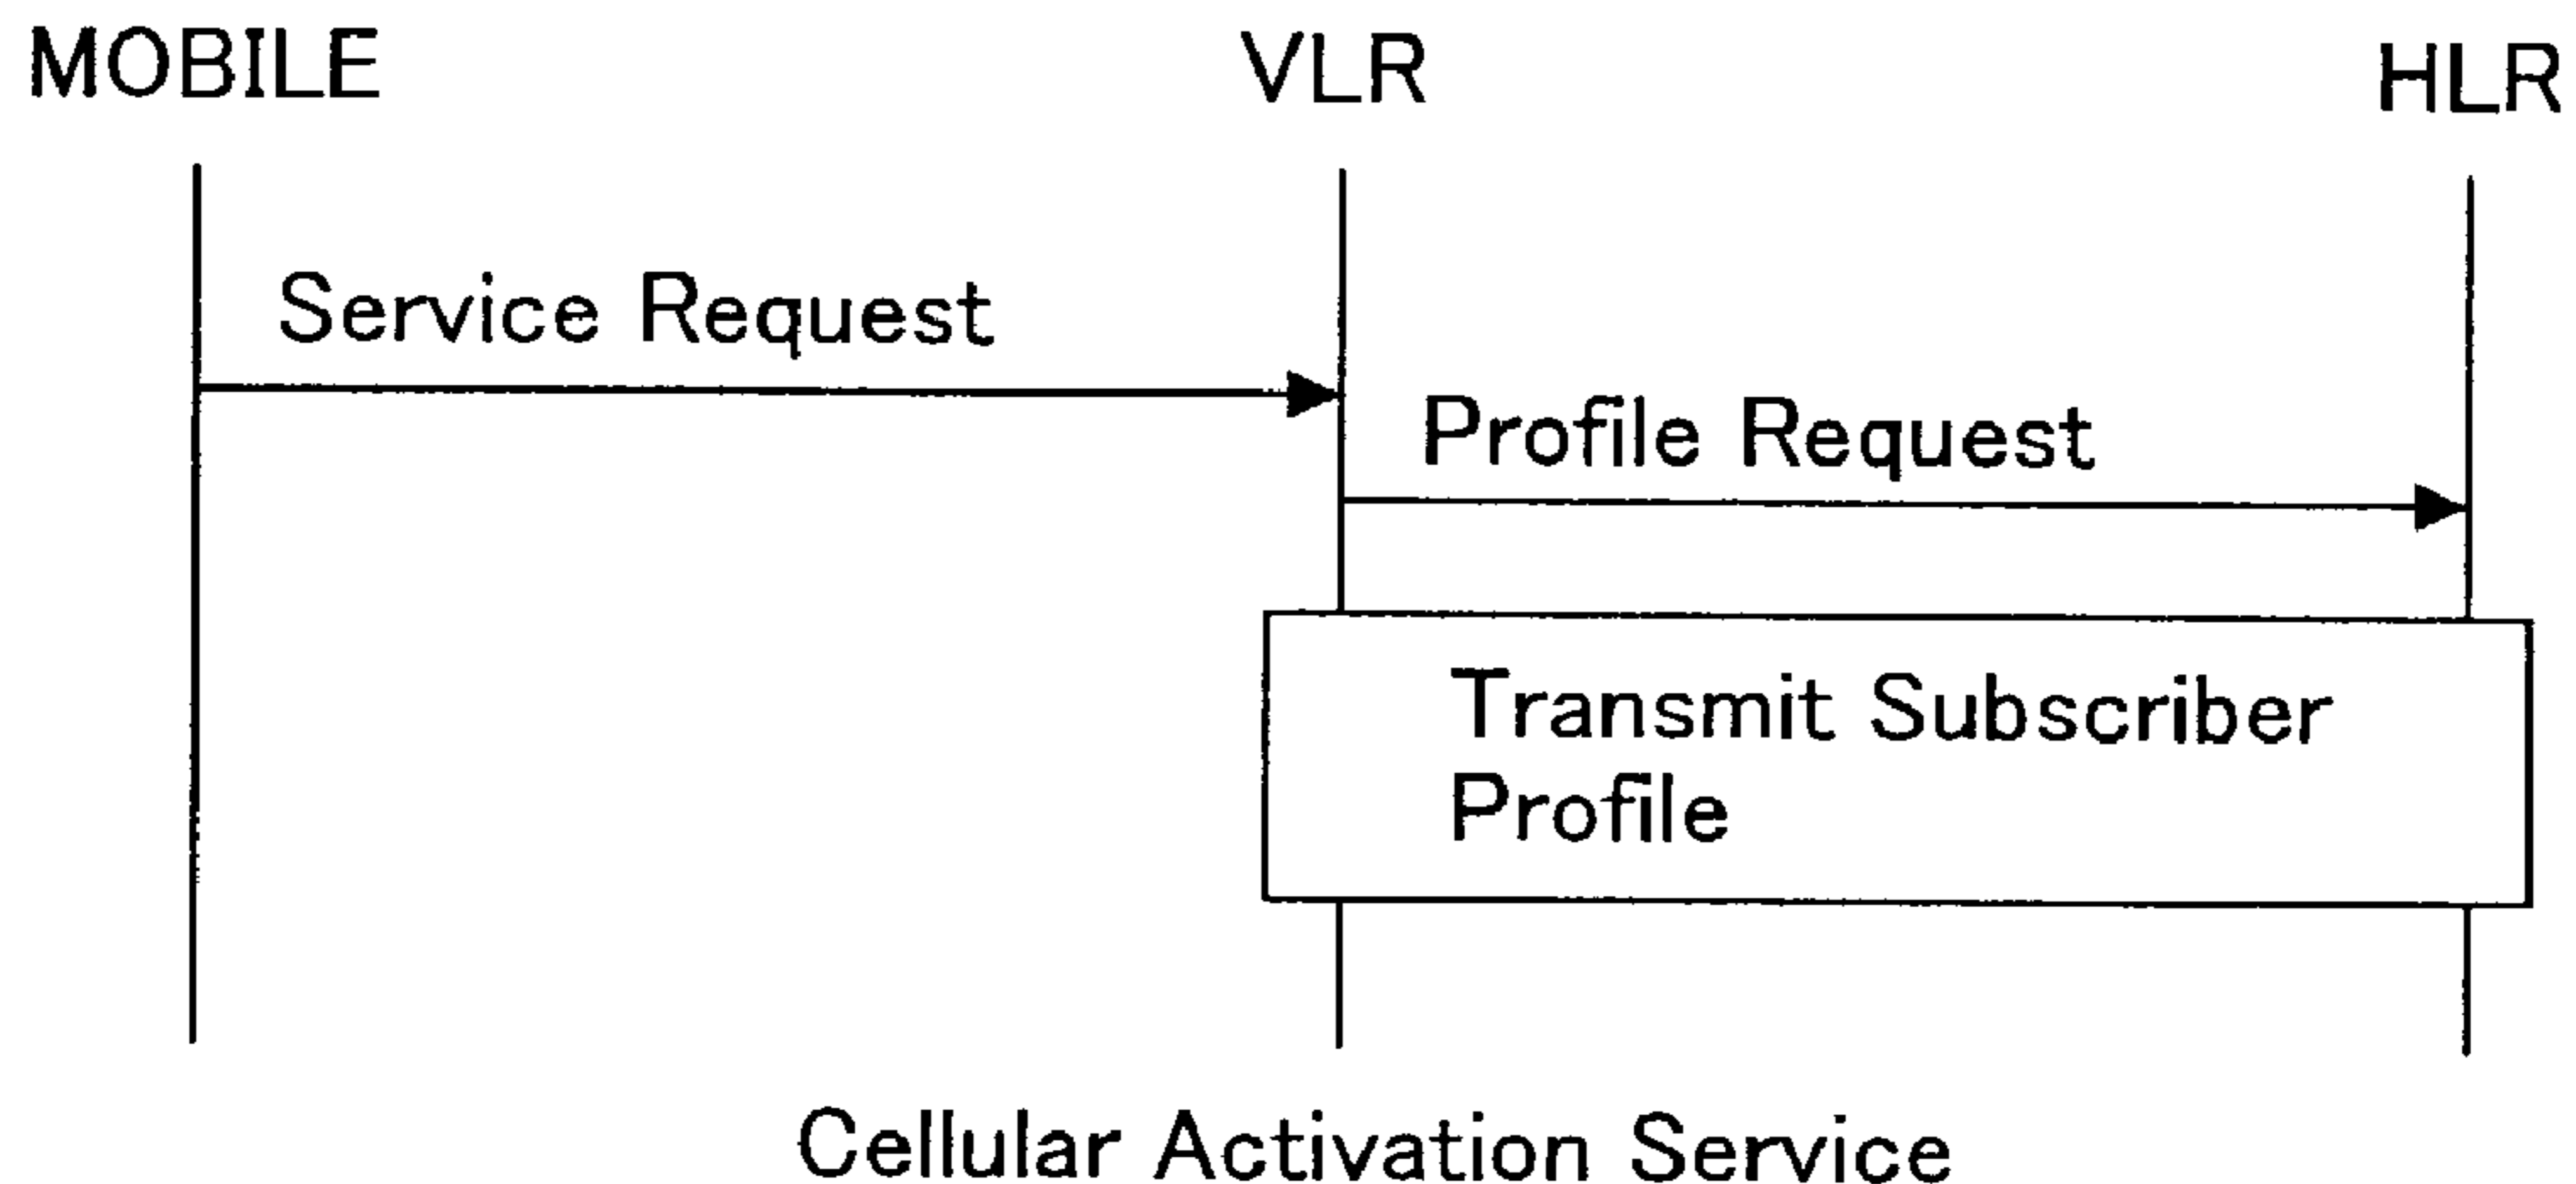 MOBILE VLR HLR
Service Request
Profile Request
Transmit Subscriber
Profile
Cellular Activation Service